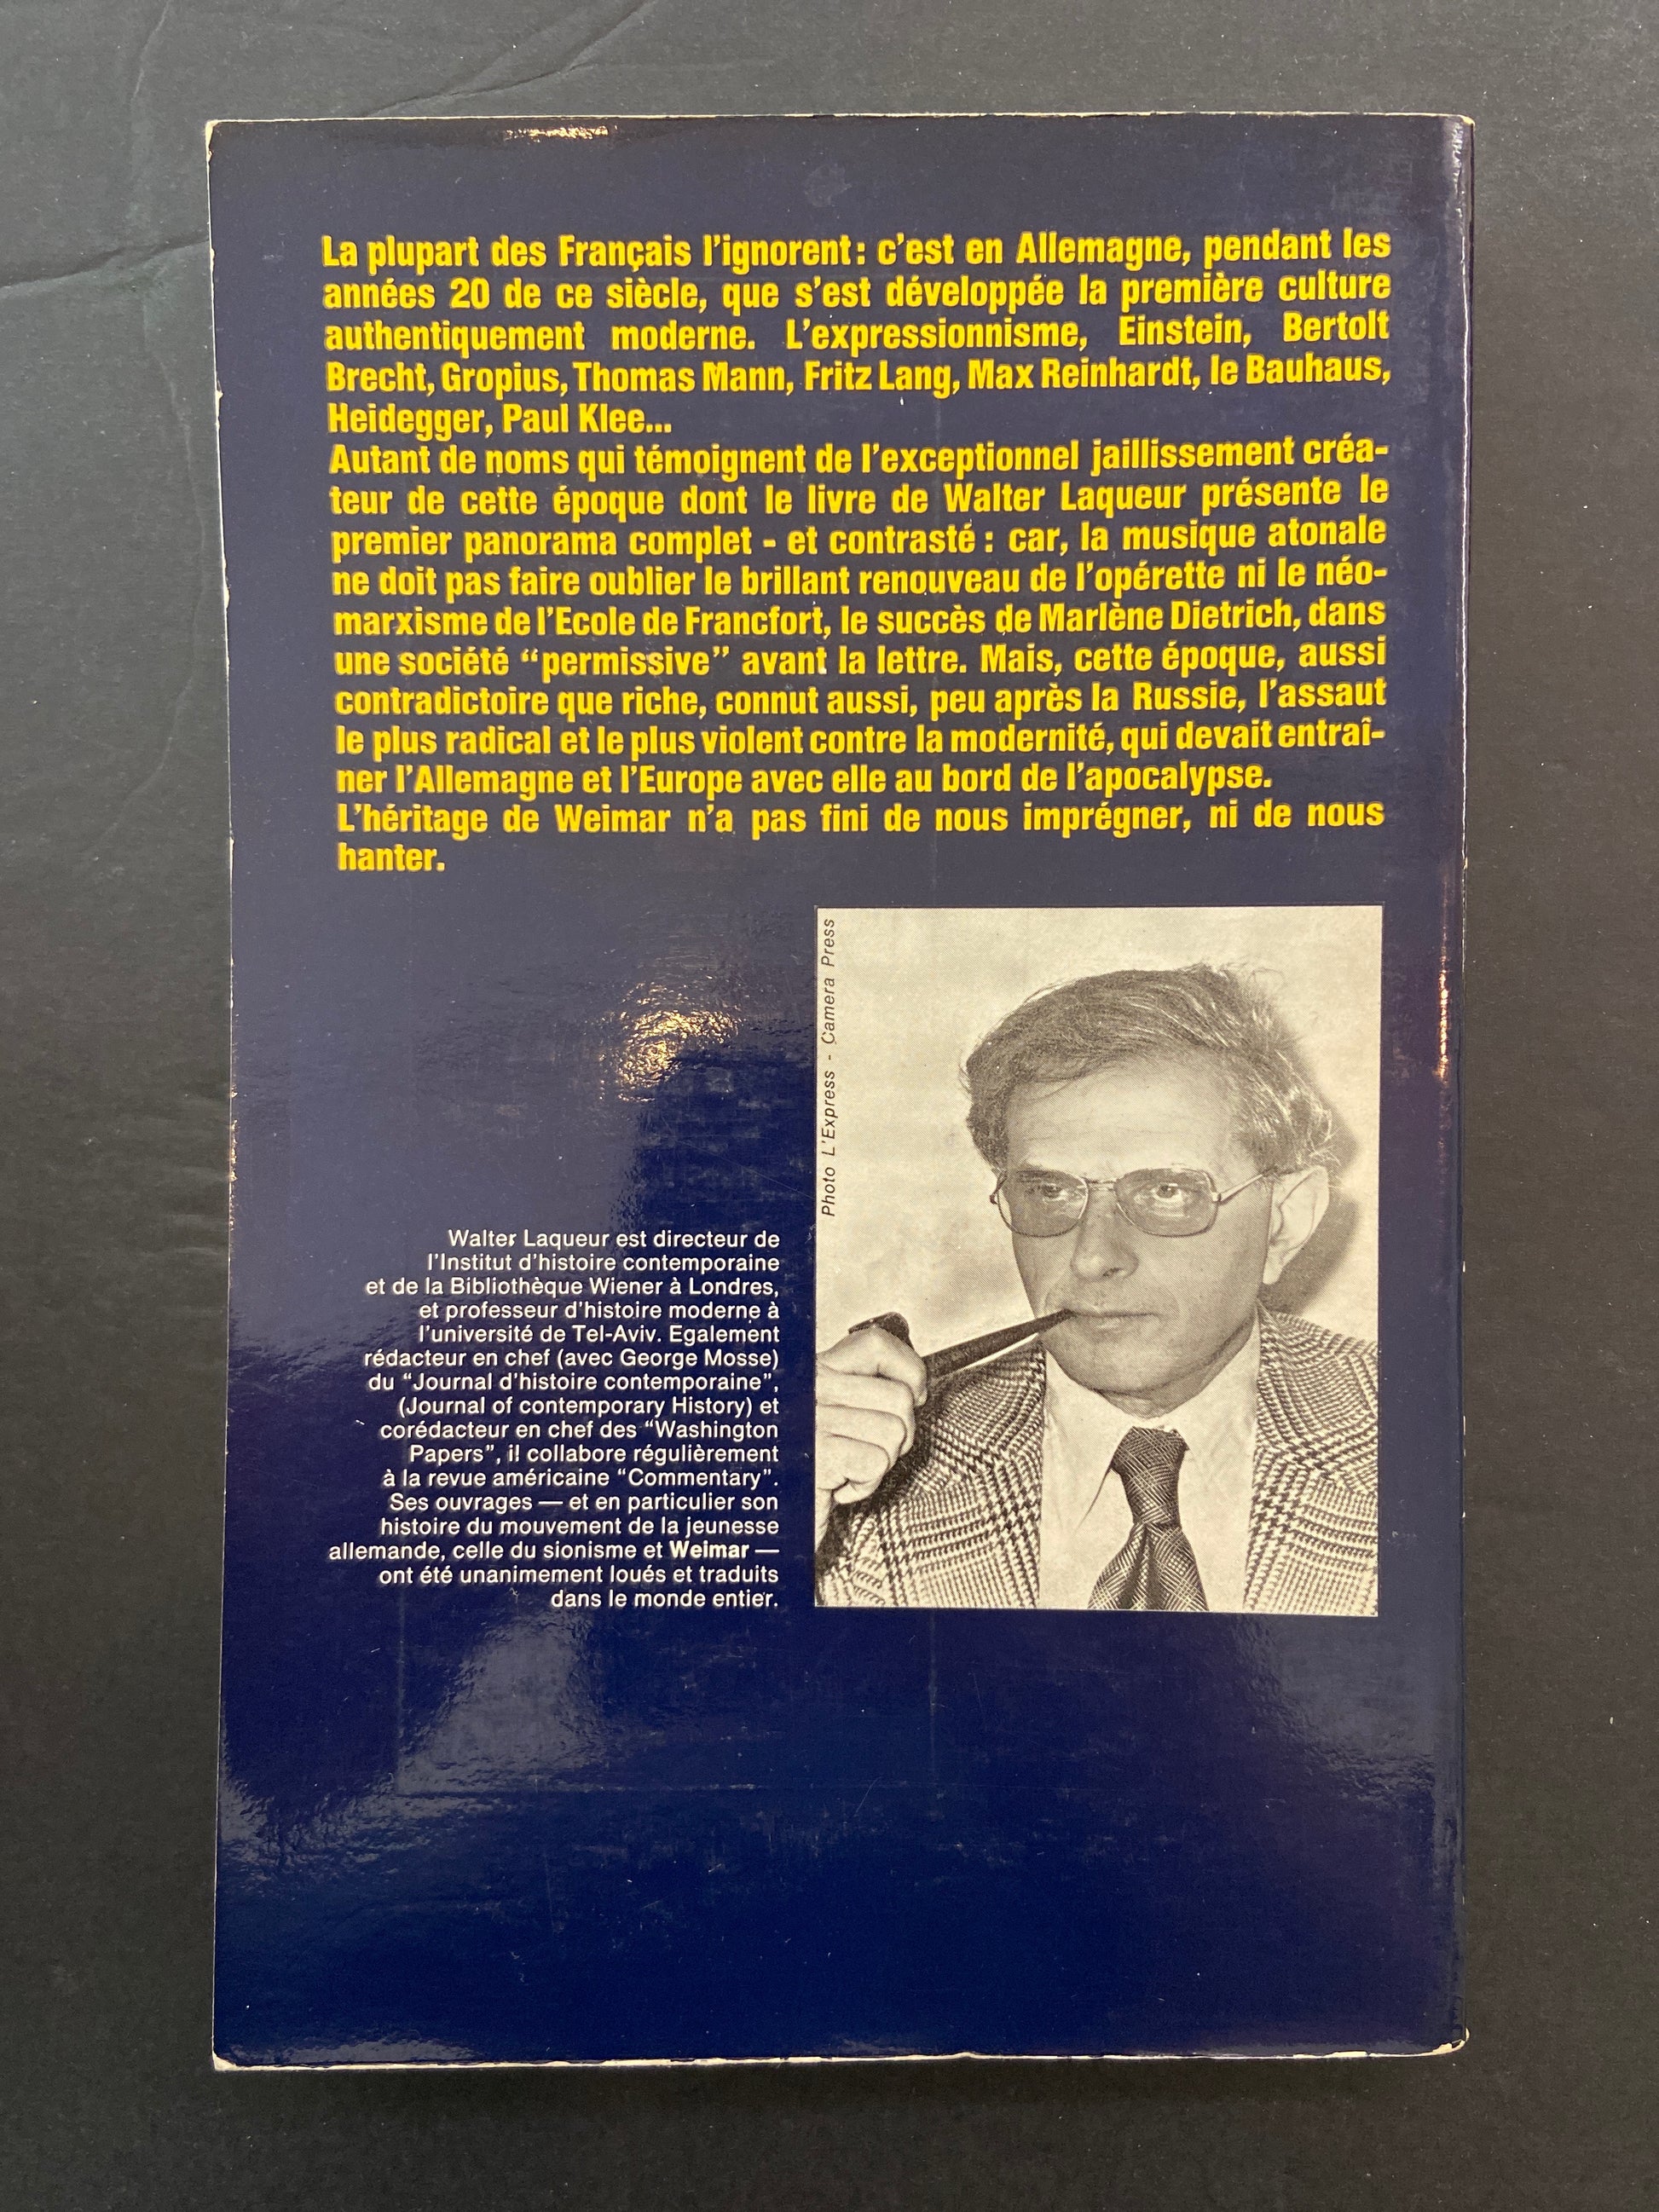 La plupart des Français l'ignorent : c'est en Allemagne, pendant les
années 20 de ce siècle, que s'est développée la première culture
authentiquement moderne. L'expressionnisme, Einstein, Bertolt
Brecht, Gropius, Thomas Mann, Fritz Lang, Max Reinhardt, le Bauhaus,
Heidegger, Paul Klee...
Autant de noms qui témoignent de l'exceptionnel jaillissement créa-
teur de cette époque dont le livre de Walter Laqueur présente le
premier panorama complet - et contrasté : car, la musique atonale
ne doit pas faire oublier le brillant renouveau de l'opérette ni le néo-
marxisme de l'Ecole de Francfort, le succès de Marlène Dietrich, dans
une société “permissive” avant la lettre. Mais, cette époque, aussi
contradictoire que riche, connut aussi, peu après la Russie, l'assaut
le plus radical et le plus violent contre la modernité, qui devait entraî-
ner l'Allemagne et l'Europe avec elle au bord de l'apocalypse.
L'héritage de Weimar n'a pas fini de nous imprégner, ni de nous
hanter.
Photo L'Express - Camera Press
Walter Laqueur est directeur de
l'Institut d'histoire contemporaine
et de la Bibliothèque Wiener à Londres,
et professeur d'histoire moderne à
l'université de Tel-Aviv. Egalement
rédacteur en chef (avec George Mosse)
du “Journal d'histoire contemporaine”,
(Journal of contemporary History) et
corédacteur en chef des “Washington
Papers”, il collabore régulièrement
à la revue américaine “Commentary”.
Ses ouvrages — et en particulier son
histoire du mouvement de la jeunesse
allemande, celle du sionisme et Weimar —
ont été unanimement loués et traduits
dans le monde entier.